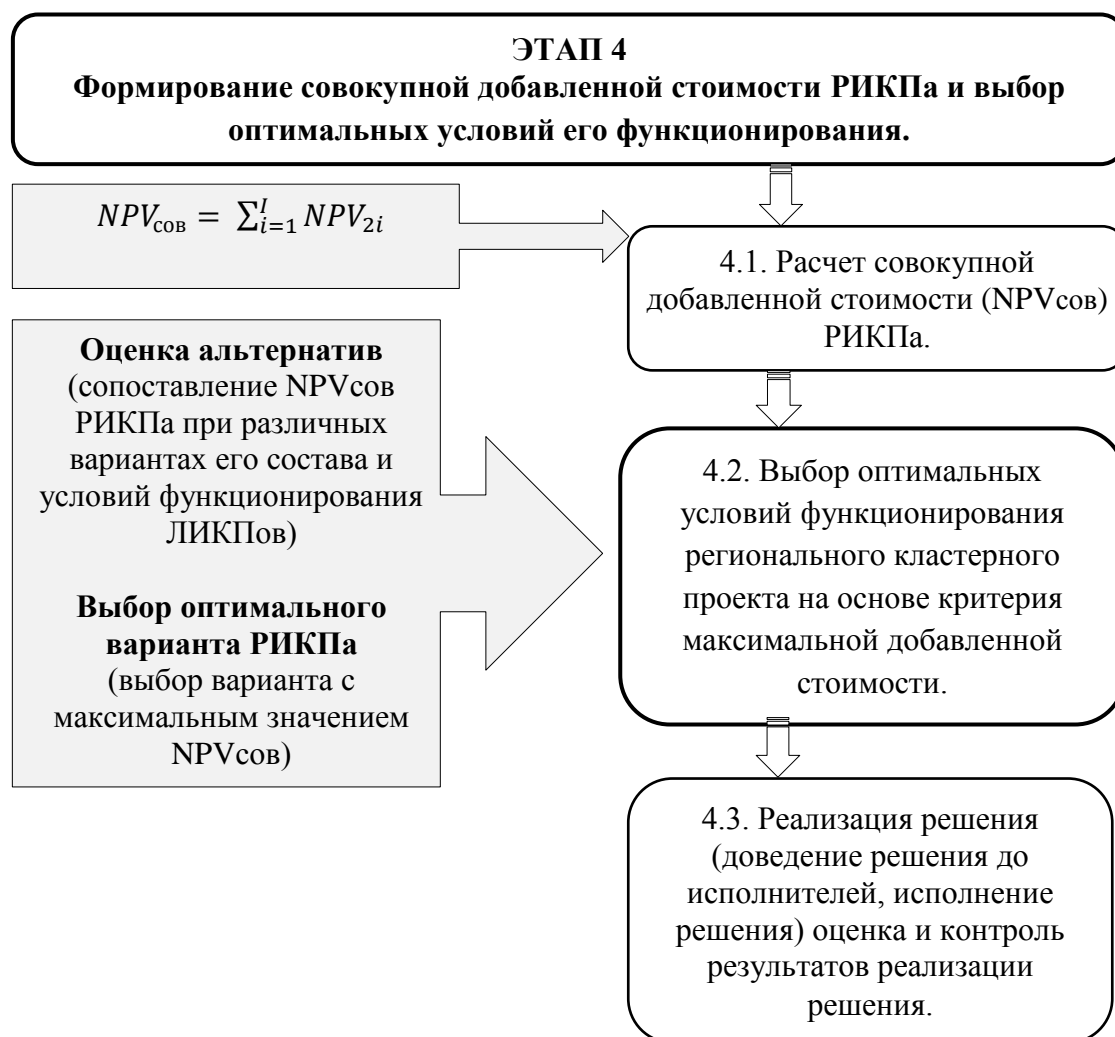 ЭТАП 4
Формирование совокупной добавленной стоимости РИКПа и выбор
оптимальных условий его функционирования.
NPV_сов = ∑_{i=1}^{I} NPV_{2i}
4.1. Расчет совокупной
добавленной стоимости (NPVсов)
РИКПа.
Оценка альтернатив
(сопоставление NPVсов
РИКПа при различных
вариантах его состава и
условий функционирования
ЛИКПов)
Выбор оптимального
варианта РИКПа
(выбор варианта с
максимальным значением
NPVсов)
4.2. Выбор оптимальных
условий функционирования
регионального кластерного
проекта на основе критерия
максимальной добавленной
стоимости.
4.3. Реализация решения
(доведение решения до
исполнителей, исполнение
решения) оценка и контроль
результатов реализации
решения.